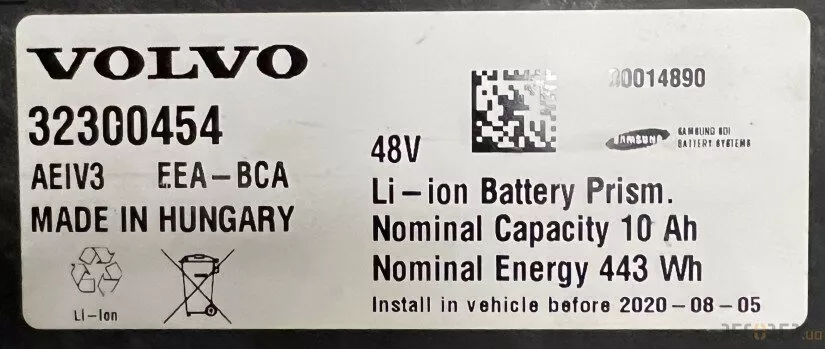 VOLVO
32300454
AEIV3 EEA-BCA
MADE IN HUNGARY
Li-Ion
00014890
SAMSUNG
SAMSUNG SDI
BATTERY SYSTEMS
48V
Li-ion Battery Prism.
Nominal Capacity 10 Ah
Nominal Energy 443 Wh
Install in vehicle before 2020-08-05